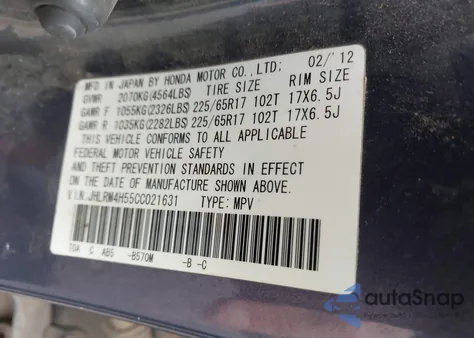 MFD IN JAPAN BY HONDA MOTOR CO., LTD: 02/'12
GVWR 2070KG(4564LBS) TIRE SIZE RIM SIZE
GAWR F 1055KG(2326LBS) 225/65R17 102T 17X6.5J
GAWR R 1035KG(2282LBS) 225/65R17 102T 17X6.5J
THIS VEHICLE CONFORMS TO ALL APPLICABLE
FEDERAL MOTOR VEHICLE SAFETY
AND THEFT PREVENTION STANDARDS IN EFFECT
ON THE DATE OF MANUFACTURE SHOWN ABOVE.
V.I.N: JHLRM4H55CC021631 TYPE: MPV
TDA C ABS -B570M -B -C
autoSnap